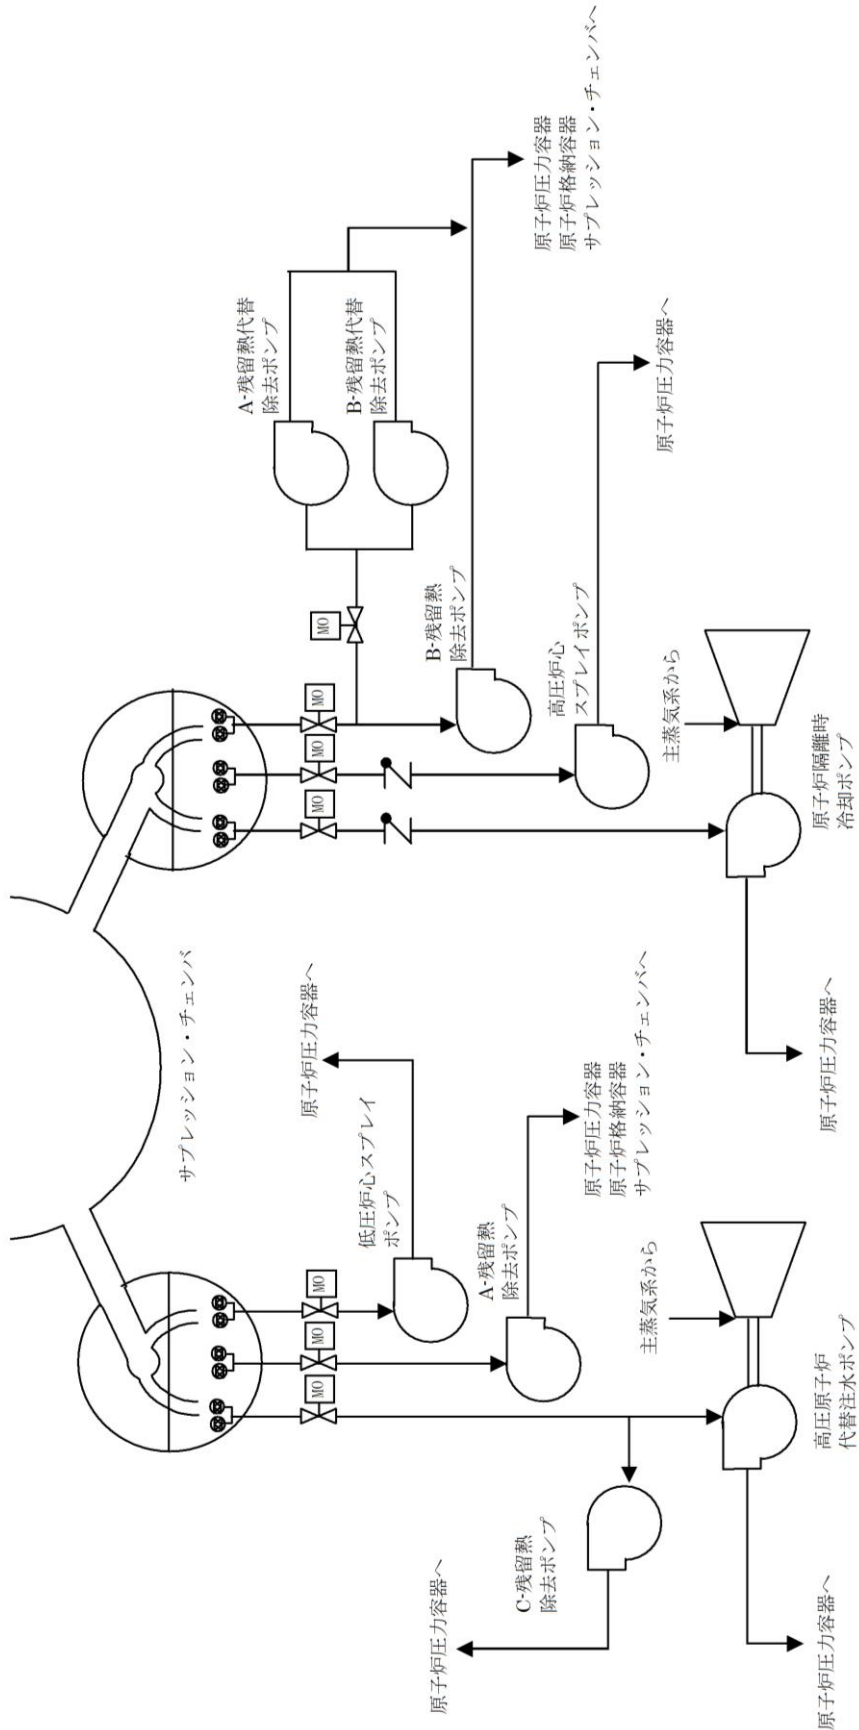 サプレッション・チェンバ
原子炉圧力容器へ
低圧炉心スプレイ
ポンプ
MO
MO
MO
A-残留熱
除去ポンプ
原子炉圧力容器
原子炉格納容器
サプレッション・チェンバへ
C-残留熱
除去ポンプ
原子炉圧力容器へ
主蒸気系から
高圧原子炉
代替注水ポンプ
原子炉圧力容器へ
MO
MO
MO
MO
A-残留熱代替
除去ポンプ
B-残留熱代替
除去ポンプ
B-残留熱
除去ポンプ
原子炉圧力容器
原子炉格納容器
サプレッション・チェンバへ
高圧炉心
スプレイポンプ
原子炉圧力容器へ
主蒸気系から
原子炉隔離時
冷却ポンプ
原子炉圧力容器へ